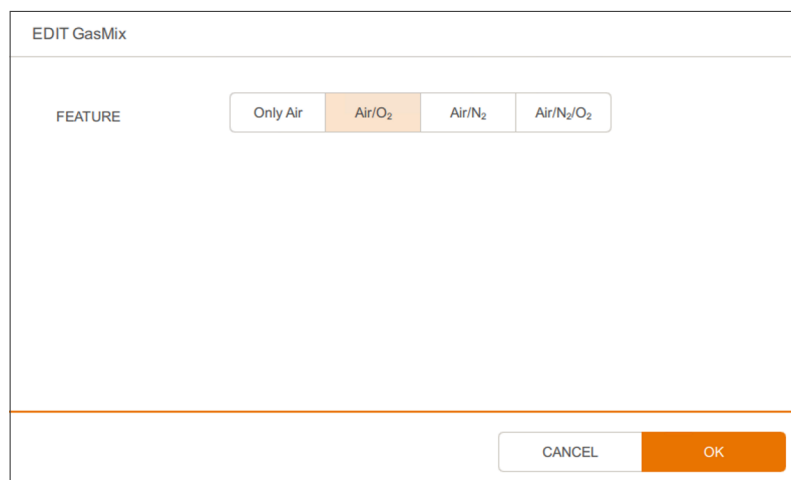 EDIT GasMix
FEATURE Only Air Air/O₂ Air/N₂ Air/N₂/O₂
CANCEL OK